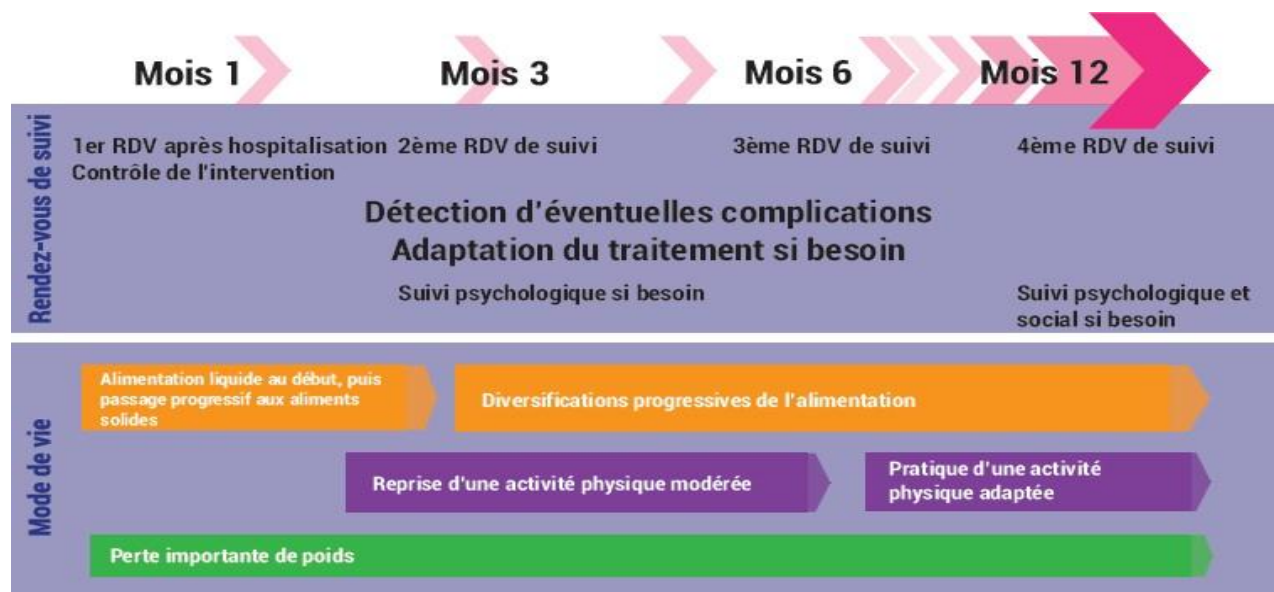 Mois 1
Mois 3
Mois 6
Mois 12
Rendez-vous de suivi
1er RDV après hospitalisation
Contrôle de l'intervention
2ème RDV de suivi
3ème RDV de suivi
4ème RDV de suivi
Détection d'éventuelles complications
Adaptation du traitement si besoin
Suivi psychologique si besoin
Suivi psychologique et
social si besoin
Mode de vie
Alimentation liquide au début, puis
passage progressif aux aliments
solides
Diversifications progressives de l'alimentation
Reprise d'une activité physique modérée
Pratique d'une activité
physique adaptée
Perte importante de poids